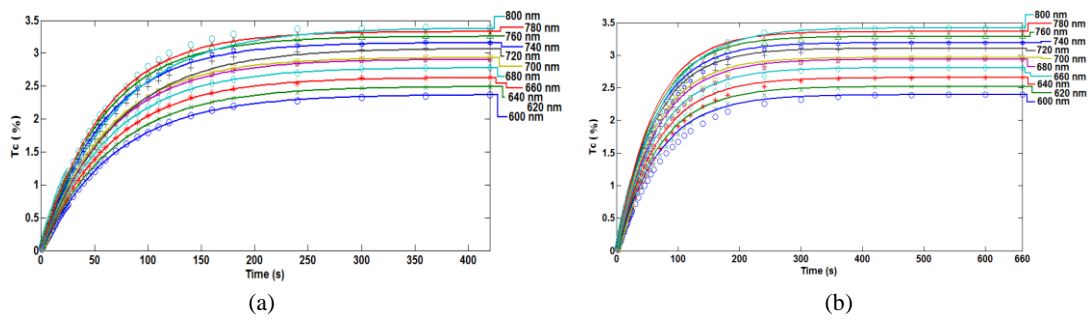 3.5
3
2.5
2
1.5
1
0.5
0
Tc ( %)
0 50 100 150 200 250 300 350 400
Time (s)
800 nm
780 nm
760 nm
740 nm
720 nm
700 nm
680 nm
660 nm
640 nm
620 nm
600 nm
(a)
3.5
3
2.5
2
1.5
1
0.5
0
Tc ( %)
0 100 200 300 400 500 600 660
Time (s)
800 nm
780 nm
760 nm
740 nm
720 nm
700 nm
680 nm
660 nm
640 nm
620 nm
600 nm
(b)